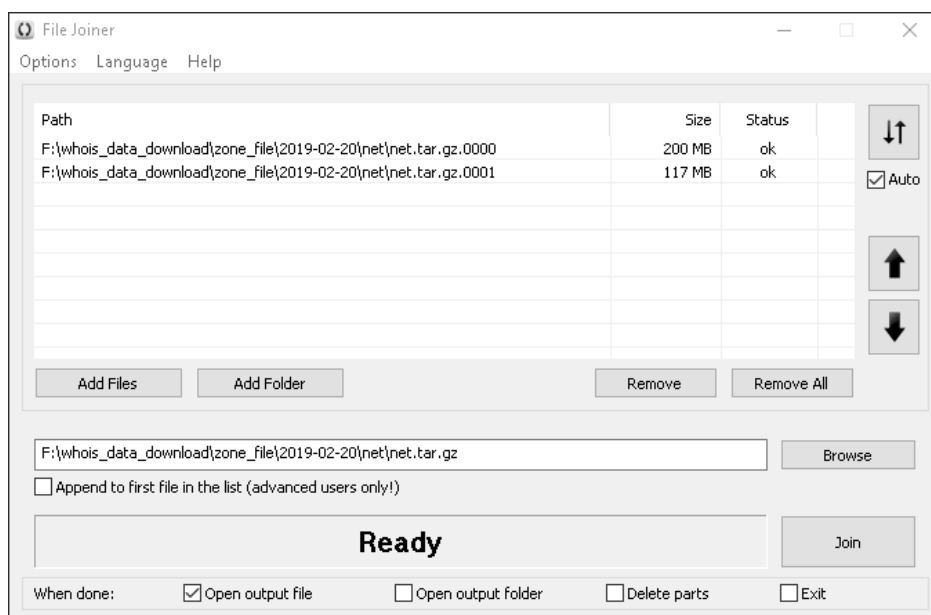 File Joiner
Options Language Help
Path Size Status
F:\whois_data_download\zone_file\2019-02-20\net\net.tar.gz.0000 200 MB ok
F:\whois_data_download\zone_file\2019-02-20\net\net.tar.gz.0001 117 MB ok
Auto
Add Files Add Folder Remove Remove All
F:\whois_data_download\zone_file\2019-02-20\net\net.tar.gz Browse
Append to first file in the list (advanced users only!)
Ready Join
When done: Open output file Open output folder Delete parts Exit